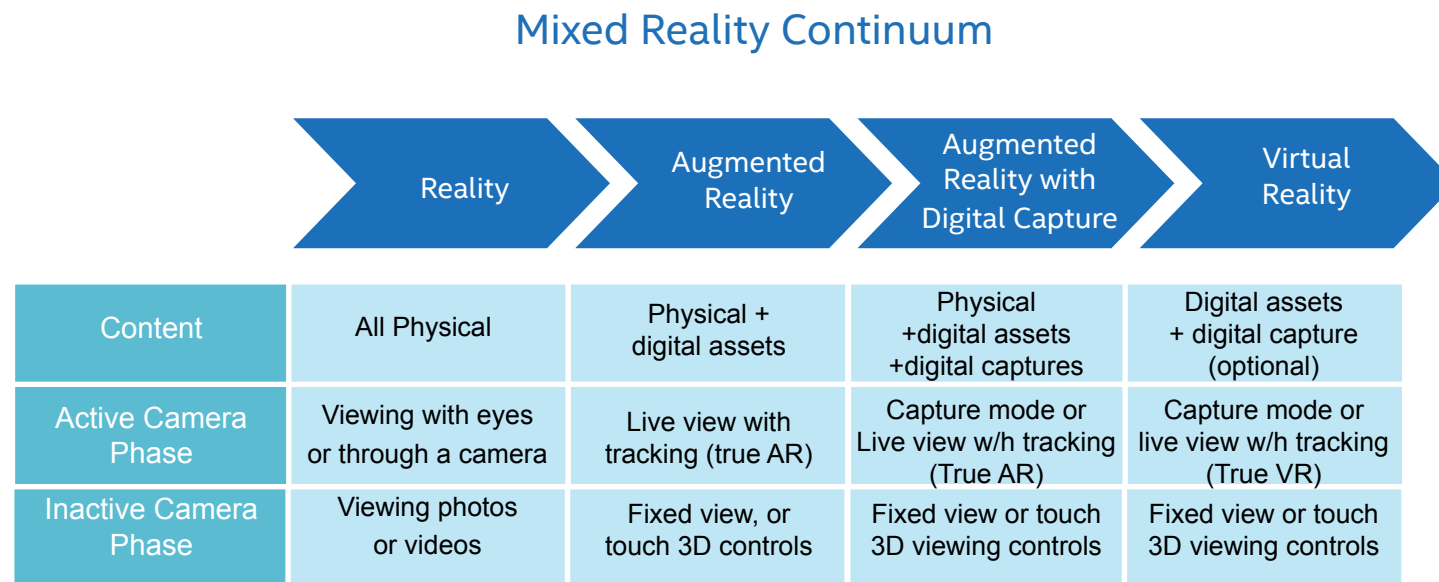 Mixed Reality Continuum
Reality
Augmented
Reality
Augmented
Reality with
Digital Capture
Virtual
Reality
Content
All Physical
Physical +
digital assets
Physical
+digital assets
+digital captures
Digital assets
+ digital capture
(optional)
Active Camera
Phase
Viewing with eyes
or through a camera
Live view with
tracking (true AR)
Capture mode or
Live view w/h tracking
(True AR)
Capture mode or
live view w/h tracking
(True VR)
Inactive Camera
Phase
Viewing photos
or videos
Fixed view, or
touch 3D controls
Fixed view or touch
3D viewing controls
Fixed view or touch
3D viewing controls